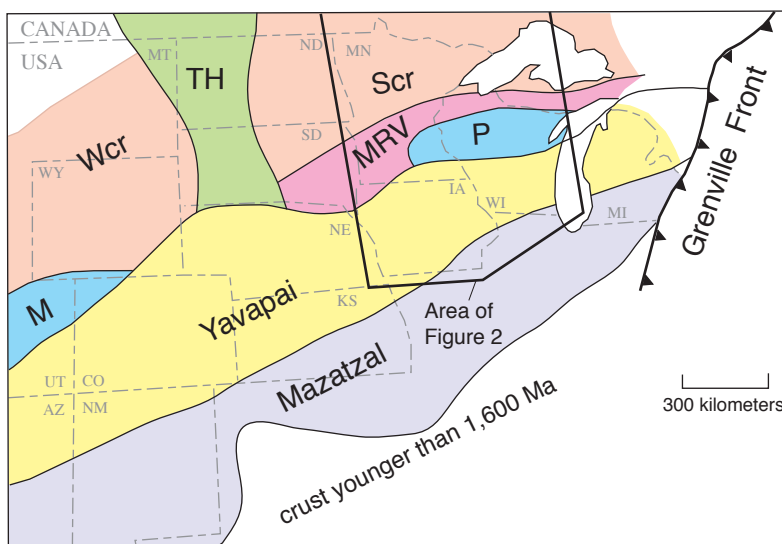 CANADA
USA
MT
ND
MN
TH
Scr
Grenville Front
SD
MRV
P
Wcr
WY
IA
WI
MI
NE
M
Yavapai
KS
Area of
Figure 2
UT
CO
Mazatzal
AZ
NM
300 kilometers
crust younger than 1,600 Ma